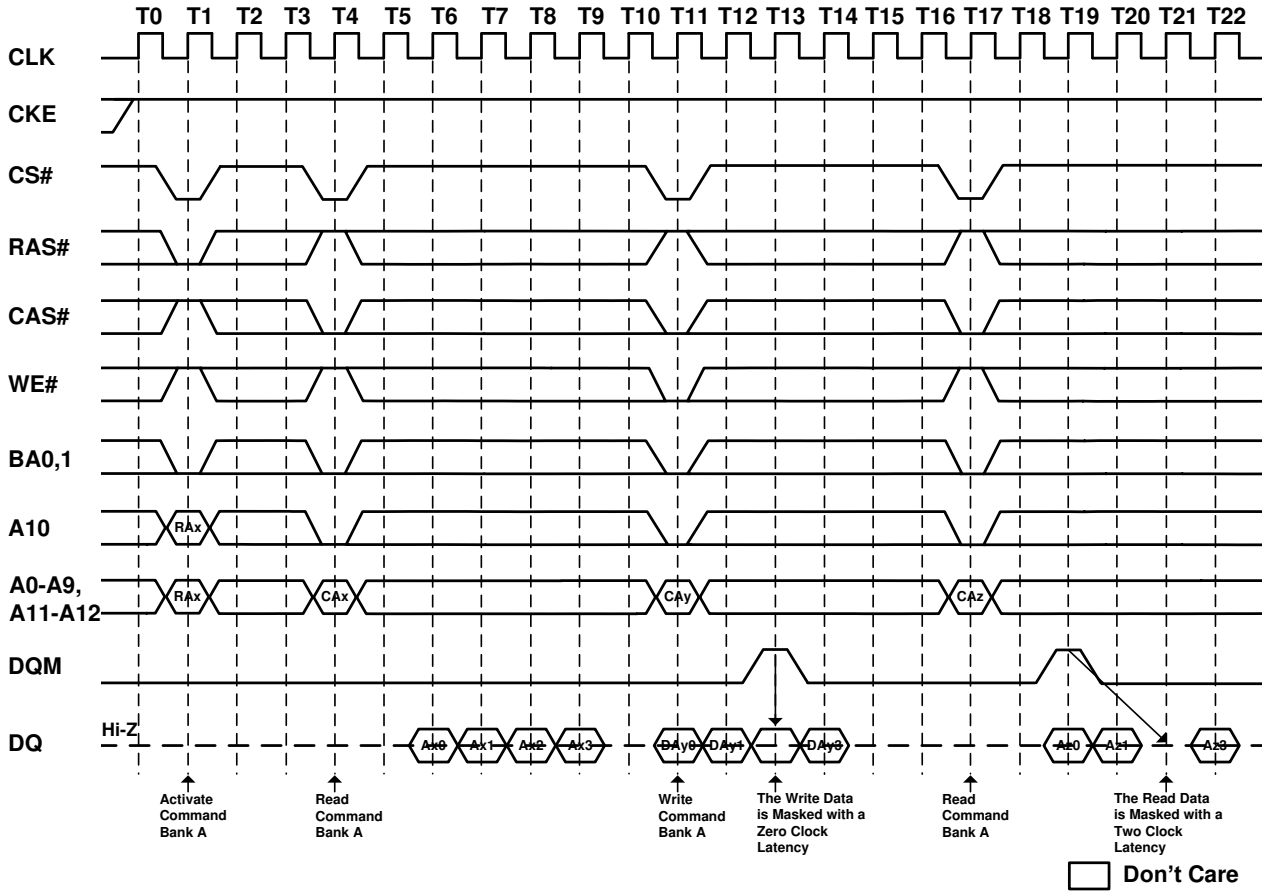 T0 T1 T2 T3 T4 T5 T6 T7 T8 T9 T10 T11 T12 T13 T14 T15 T16 T17 T18 T19 T20 T21 T22
CLK
CKE
CS#
RAS#
CAS#
WE#
BA0,1
A10 RAx
A0-A9,
A11-A12 RAx CAx CAy CAz
DQM
Hi-Z
DQ Ax0 Ax1 Ax2 Ax3 DAy0 DAy1 DAy3 Az0 Az1 Az3
Activate
Command
Bank A
Read
Command
Bank A
Write
Command
Bank A
The Write Data
is Masked with a
Zero Clock
Latency
Read
Command
Bank A
The Read Data
is Masked with a
Two Clock
Latency
Don't Care